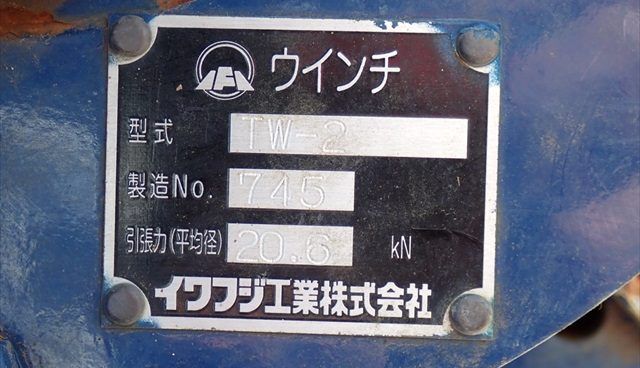 ウインチ
型式 TW-2
製造No. 745
引張力(平均径) 20.6 kN
イワフジ工業株式会社